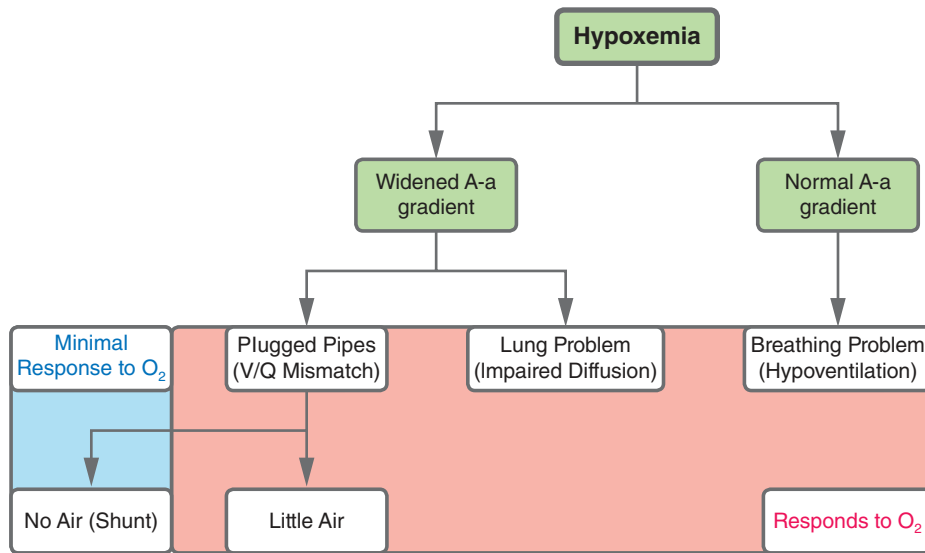 Hypoxemia
Widened A-a
gradient
Normal A-a
gradient
Minimal
Response to O₂
Plugged Pipes
(V/Q Mismatch)
Lung Problem
(Impaired Diffusion)
Breathing Problem
(Hypoventilation)
No Air (Shunt)
Little Air
Responds to O₂